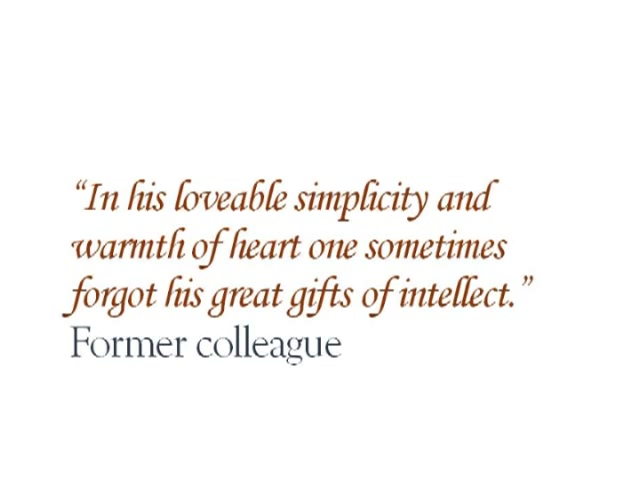 “In his loveable simplicity and
warmth of heart one sometimes
forgot his great gifts of intellect.”
Former colleague